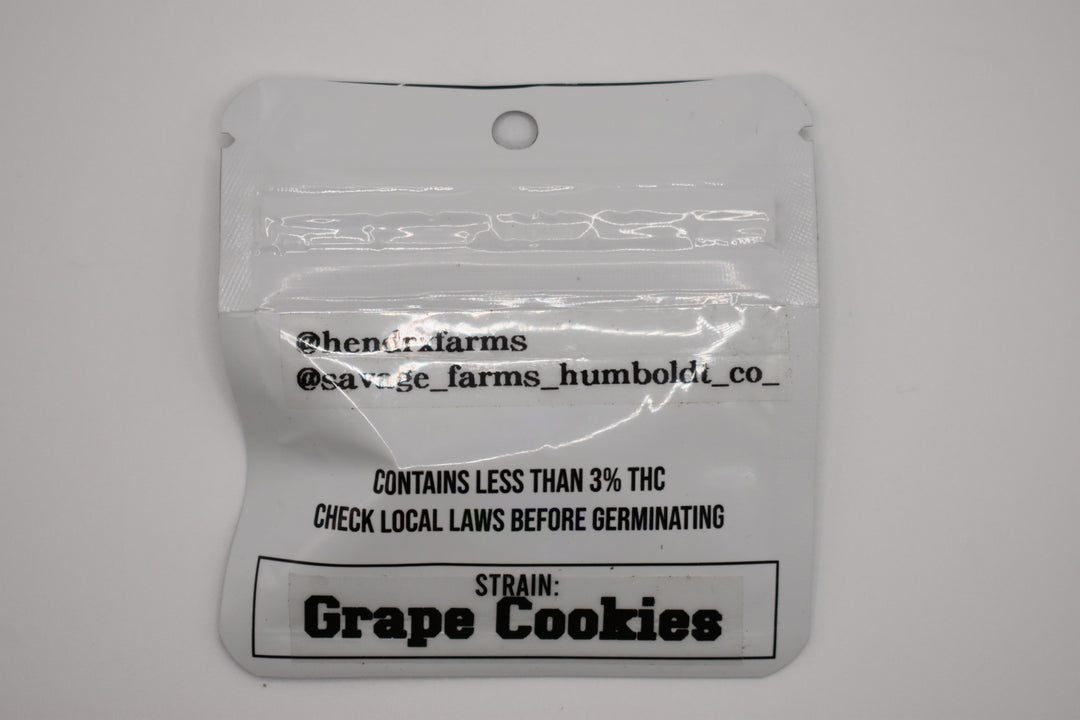 @hendrxfarms
@savage_farms_humboldt_co_
CONTAINS LESS THAN 3% THC
CHECK LOCAL LAWS BEFORE GERMINATING
STRAIN:
Grape Cookies